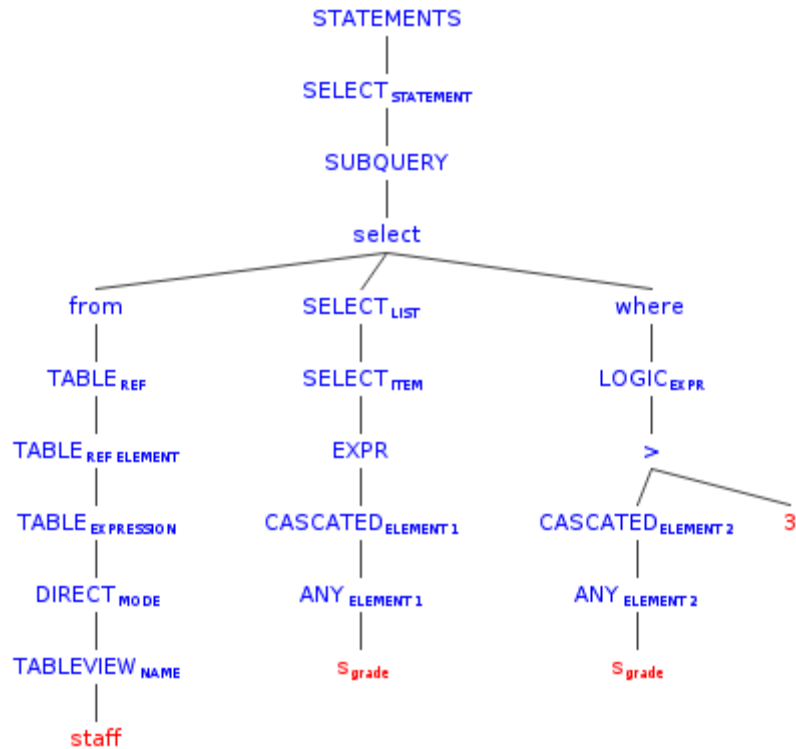 STATEMENTS
SELECT STATEMENT
SUBQUERY
select
from SELECT LIST where
TABLE REF SELECT ITEM LOGIC EXPR
TABLE REF ELEMENT EXPR >
TABLE EXPRESSION CASCATED ELEMENT 1 CASCATED ELEMENT 2 3
DIRECT MODE ANY ELEMENT 1 ANY ELEMENT 2
TABLEVIEW NAME s grade s grade
staff